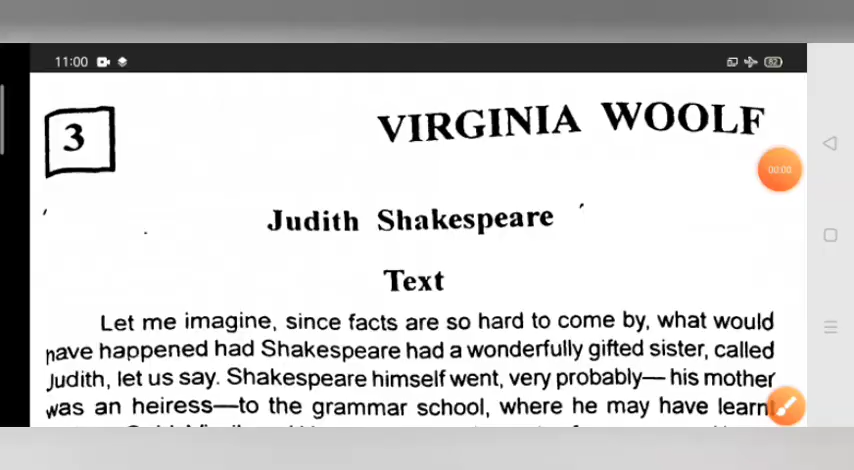 11:00
82
3
VIRGINIA WOOLF
00:00
Judith Shakespeare
Text
Let me imagine, since facts are so hard to come by, what would
have happened had Shakespeare had a wonderfully gifted sister, called
Judith, let us say. Shakespeare himself went, very probably— his mother
was an heiress—to the grammar school, where he may have learn